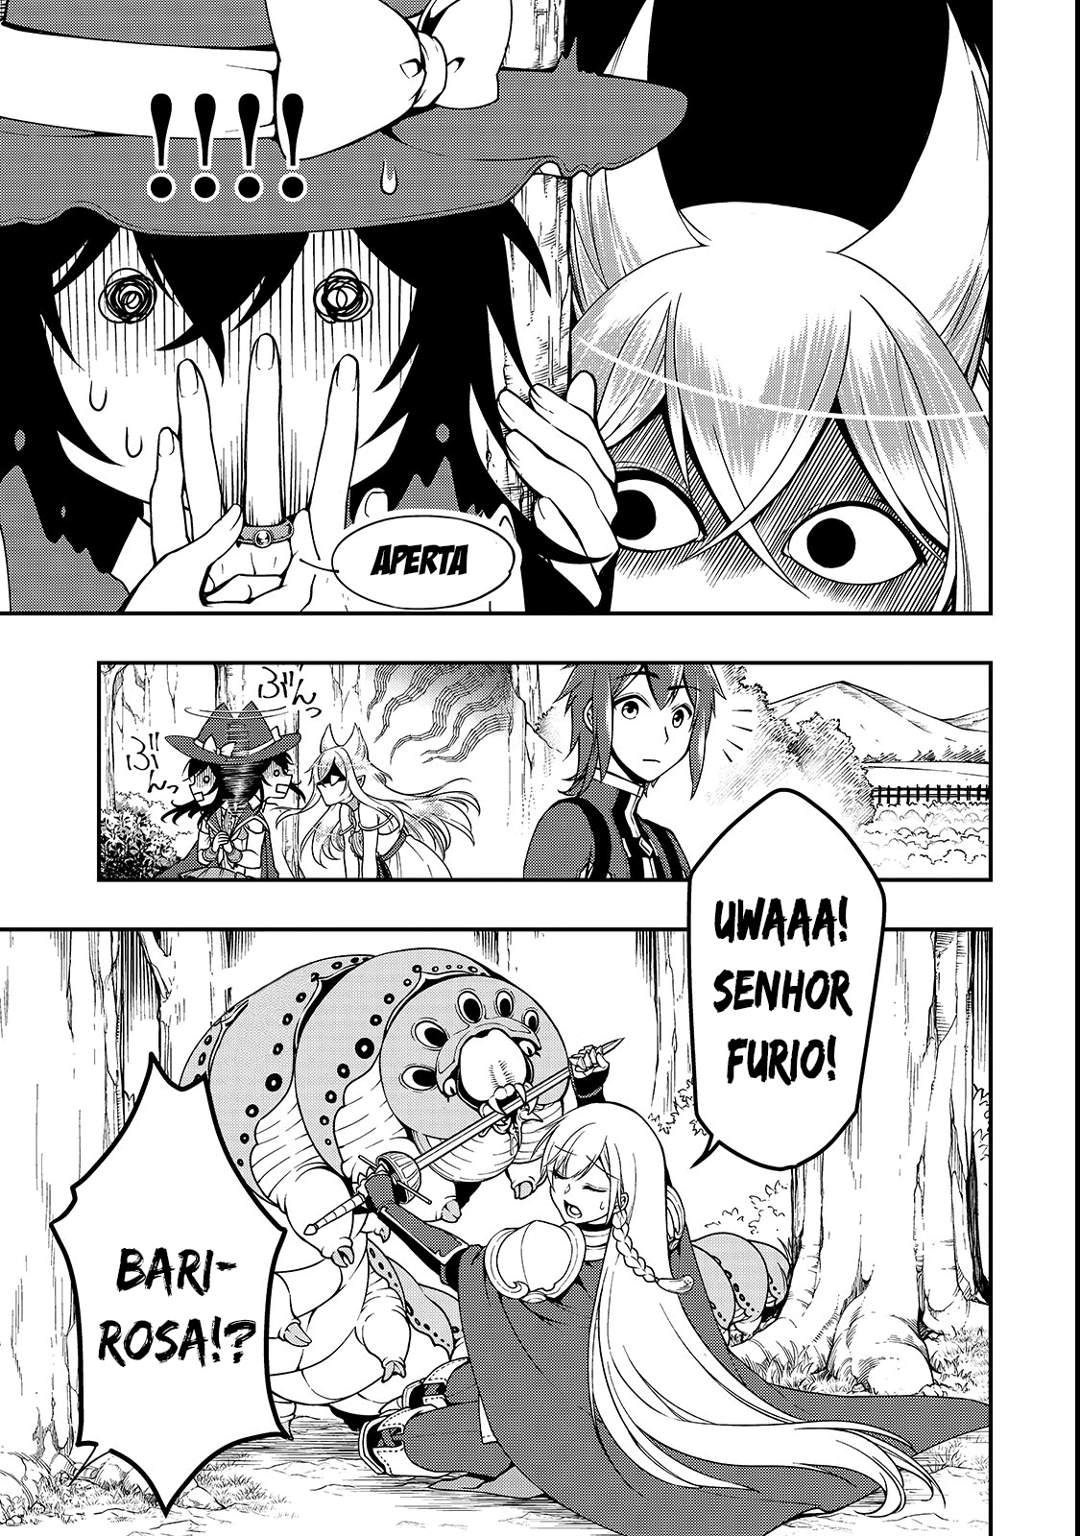 !!!!
APERTA
ぶんっ
ぶんっ
UWAAA!
SENHOR
FURIO!
BARI-
ROSA!?